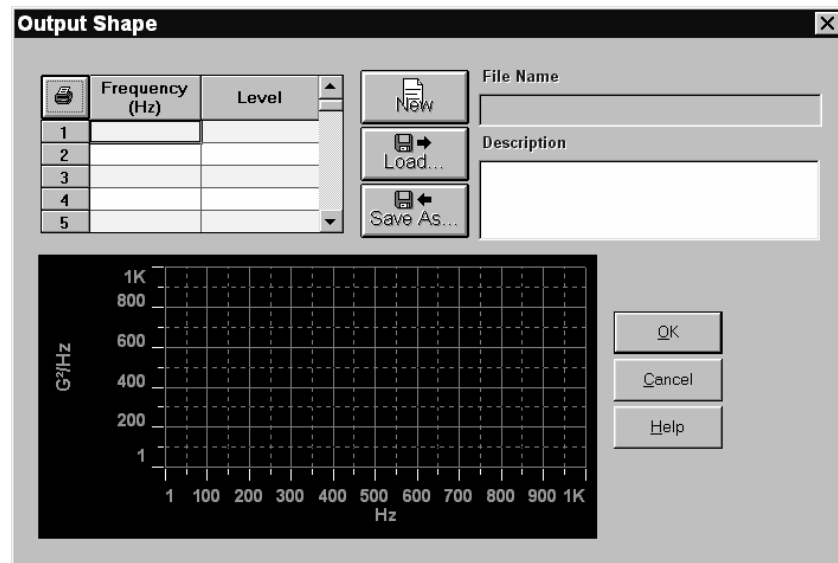 Output Shape
Frequency
(Hz)
Level
1
2
3
4
5
New
Load...
Save As...
File Name
Description
1K
800
600
400
200
1
G²/Hz
1 100 200 300 400 500 600 700 800 900 1K
Hz
OK
Cancel
Help